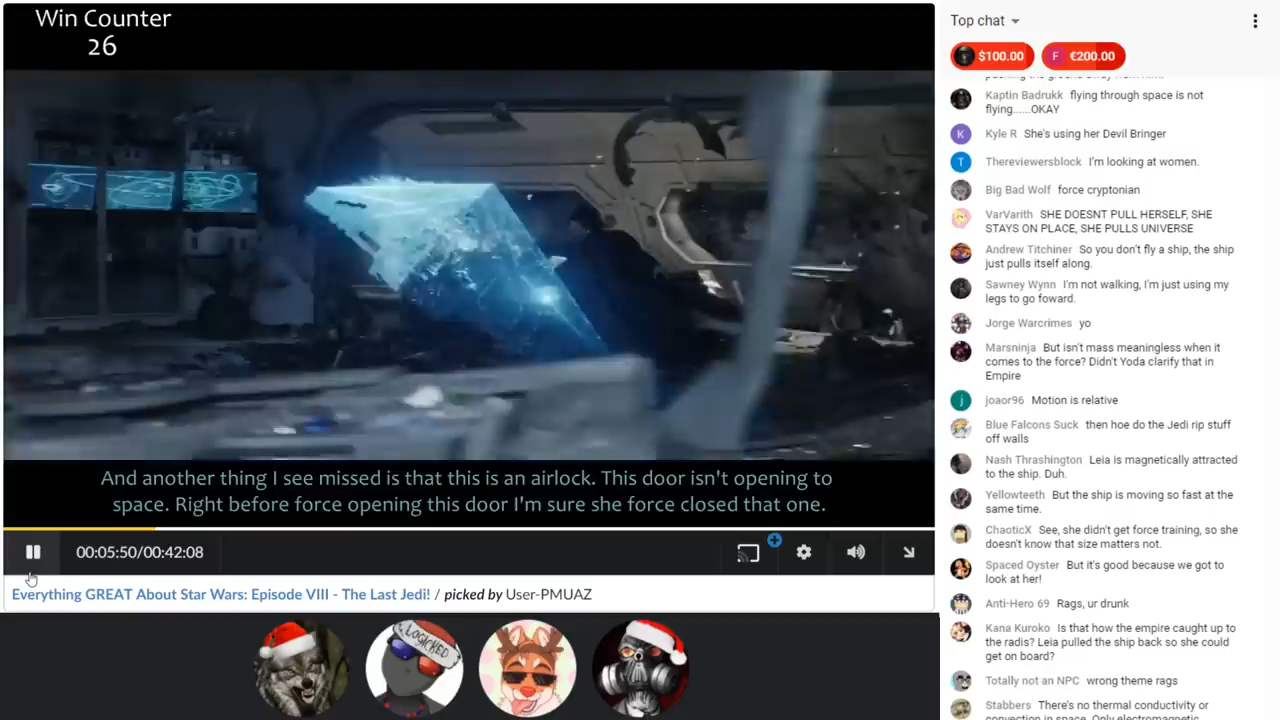 Win Counter
26
And another thing I see missed is that this is an airlock. This door isn't opening to
space. Right before force opening this door I'm sure she force closed that one.
00:05:50/00:42:08
Everything GREAT About Star Wars: Episode VIII - The Last Jedi! / picked by User-PMUAZ
LOGICKED
Top chat
$100.00
F €200.00
Kaptin Badrukk flying through space is not
flying......OKAY
K Kyle R She's using her Devil Bringer
T Thereviewersblock I'm looking at women.
Big Bad Wolf force cryptonian
VarVarith SHE DOESNT PULL HERSELF, SHE
STAYS ON PLACE, SHE PULLS UNIVERSE
Andrew Titchiner So you don't fly a ship, the ship
just pulls itself along.
Sawney Wynn I'm not walking, I'm just using my
legs to go foward.
Jorge Warcrimes yo
Marsninja But isn't mass meaningless when it
comes to the force? Didn't Yoda clarify that in
Empire
j joaor96 Motion is relative
Blue Falcons Suck then hoe do the Jedi rip stuff
off walls
Nash Thrashington Leia is magnetically attracted
to the ship. Duh.
Yellowteeth But the ship is moving so fast at the
same time.
ChaoticX See, she didn't get force training, so she
doesn't know that size matters not.
Spaced Oyster But it's good because we got to
look at her!
Anti-Hero 69 Rags, ur drunk
Kana Kuroko Is that how the empire caught up to
the radis? Leia pulled the ship back so she could
get on board?
Totally not an NPC wrong theme rags
Stabbers There's no thermal conductivity or
convection in space. Only electromagnetic